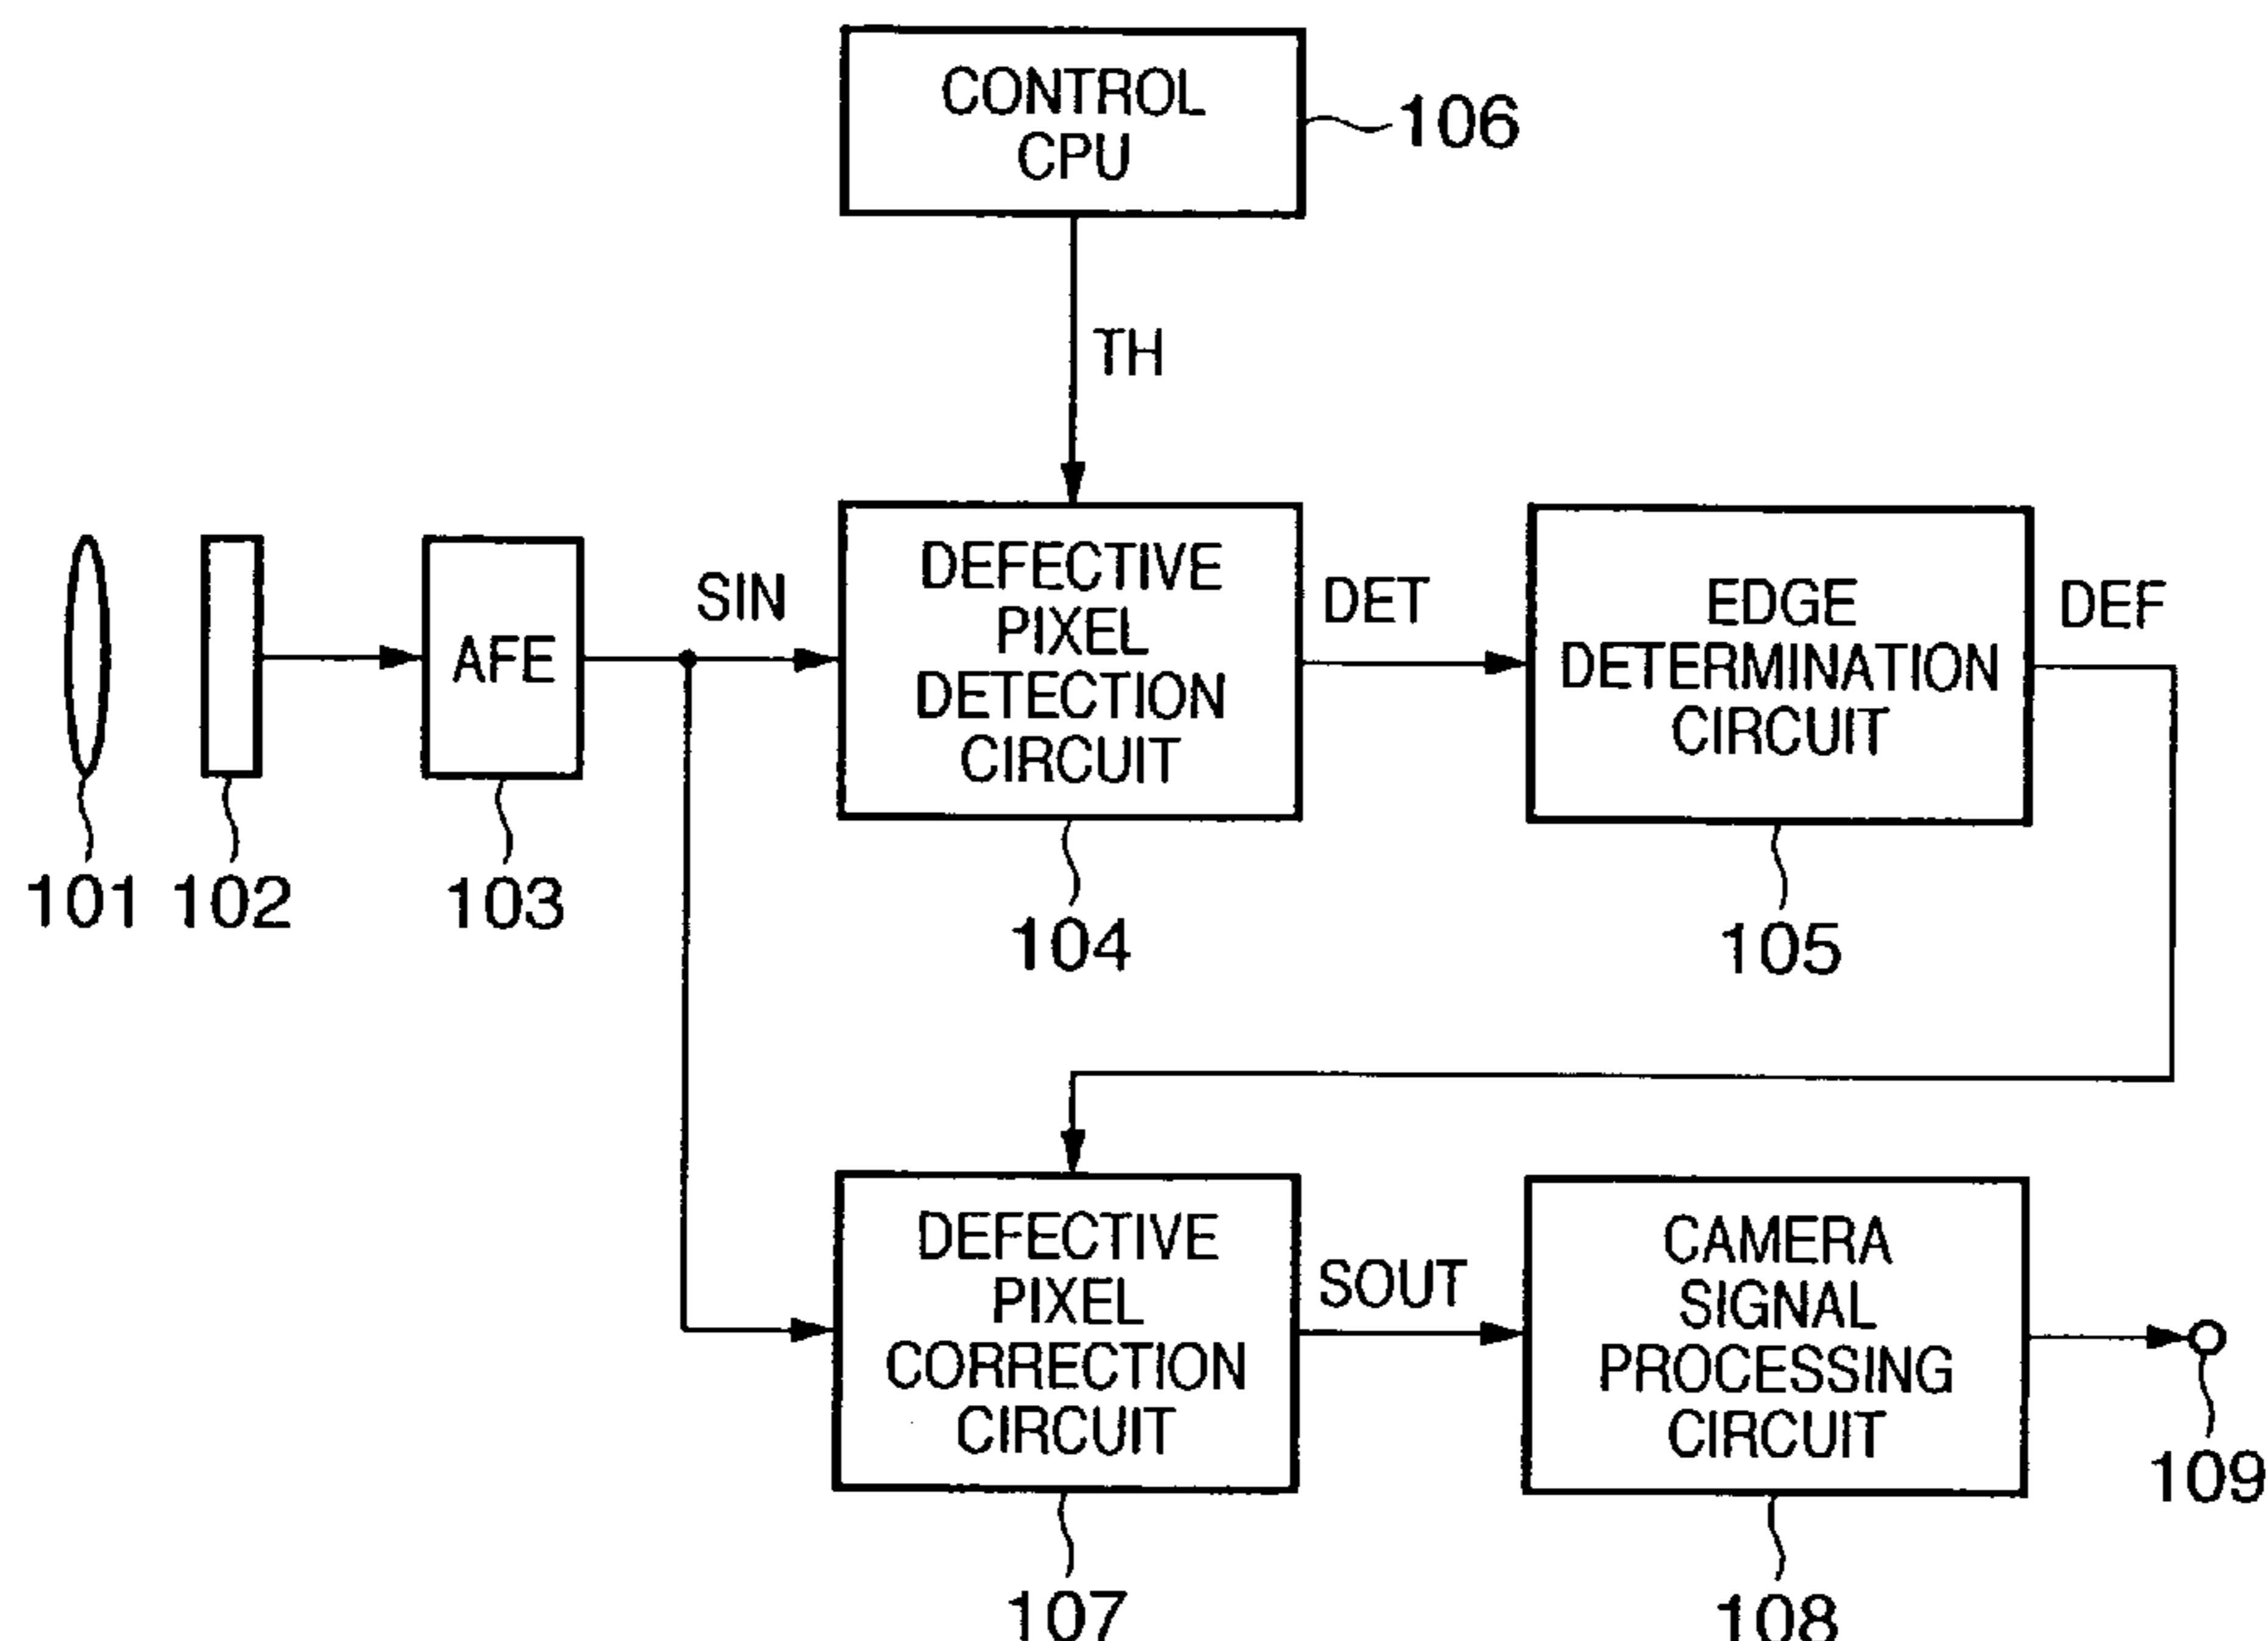 CONTROL
CPU
106
TH
SIN
DEFECTIVE
PIXEL
DETECTION
CIRCUIT
DET
EDGE
DETERMINATION
CIRCUIT
DEF
AFE
101
102
103
104
105
DEFECTIVE
PIXEL
CORRECTION
CIRCUIT
SOUT
CAMERA
SIGNAL
PROCESSING
CIRCUIT
109
107
108